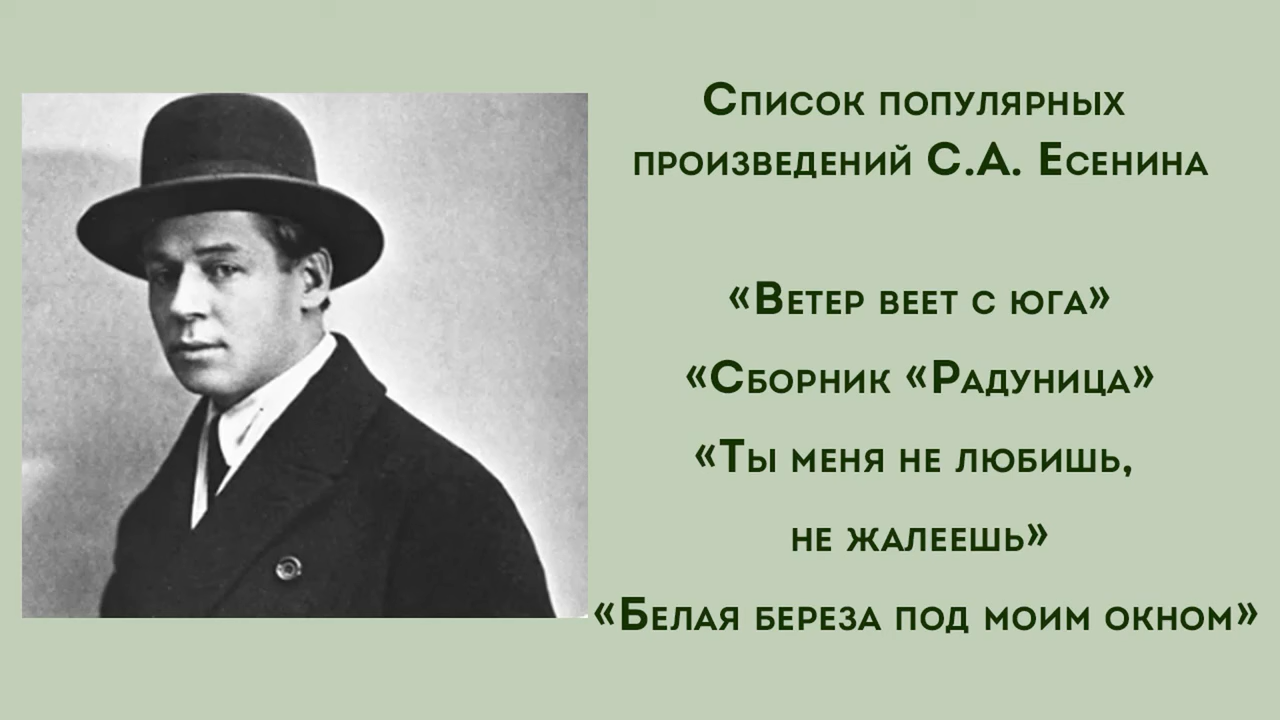 Список популярных
произведений С.А. Есенина
«Ветер веет с юга»
«Сборник «Радуница»
«Ты меня не любишь,
не жалеешь»
«Белая береза под моим окном»